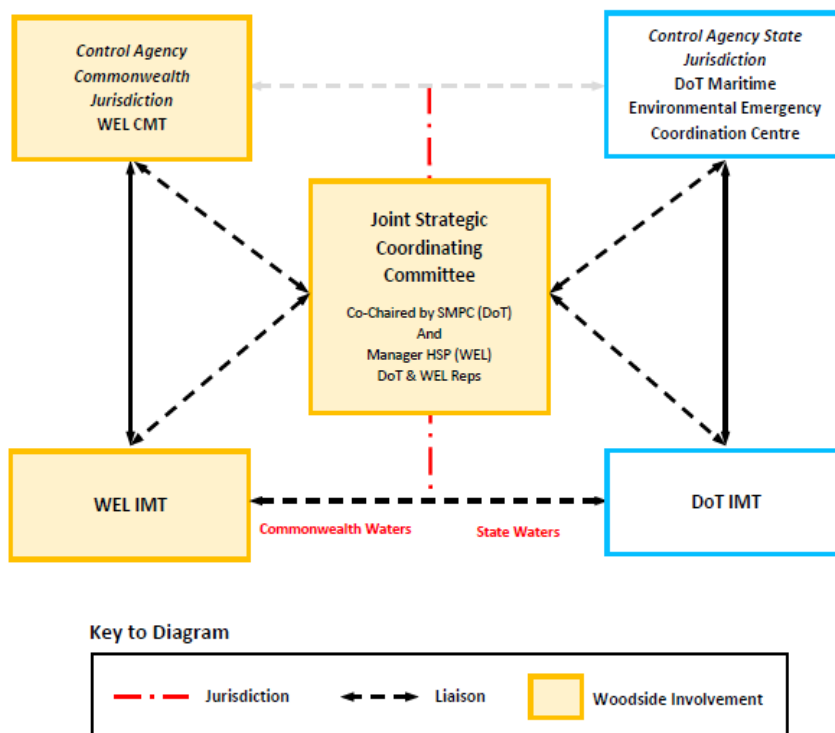 Control Agency
Commonwealth
Jurisdiction
WEL CMT
Control Agency State
Jurisdiction
DoT Maritime
Environmental Emergency
Coordination Centre
Joint Strategic
Coordinating
Committee
Co-Chaired by SMPC (DoT)
And
Manager HSP (WEL)
DoT & WEL Reps
WEL IMT
DoT IMT
Commonwealth Waters
State Waters
Key to Diagram
Jurisdiction
Liaison
Woodside Involvement